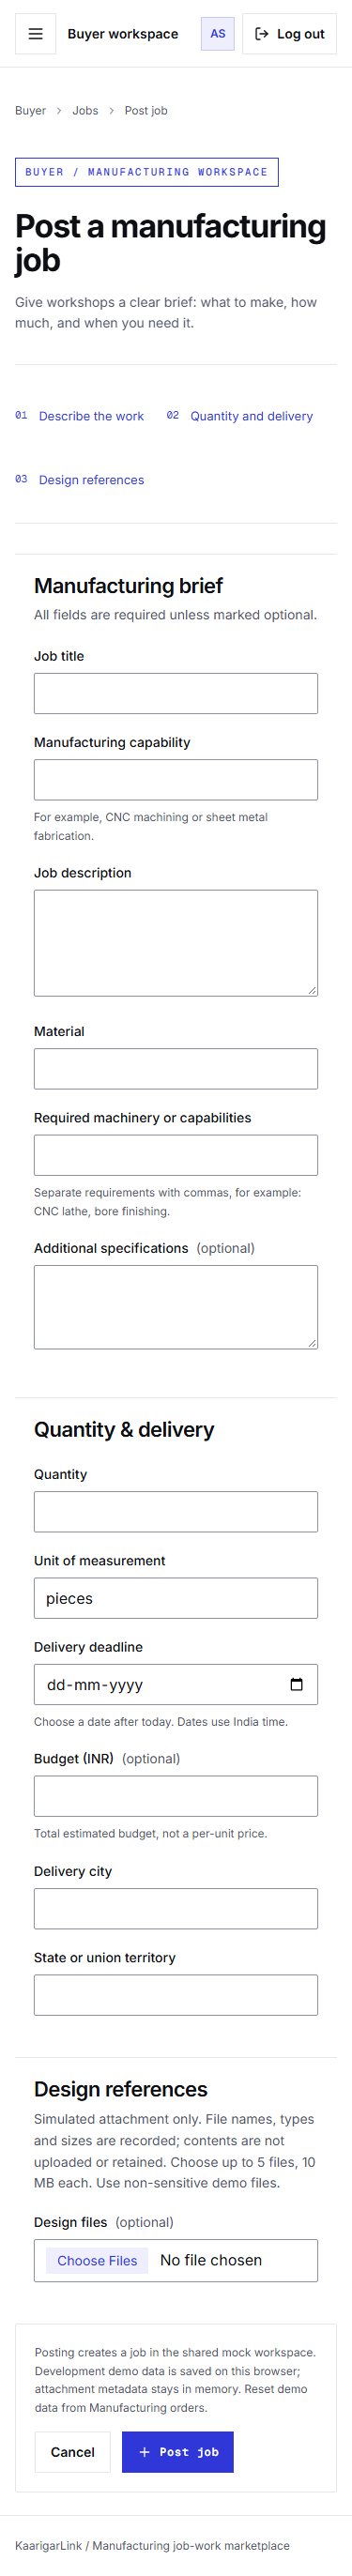 Buyer workspace
AS
Log out
Buyer > Jobs > Post job
BUYER / MANUFACTURING WORKSPACE
Post a manufacturing
job
Give workshops a clear brief: what to make, how
much, and when you need it.
01 Describe the work 02 Quantity and delivery
03 Design references
Manufacturing brief
All fields are required unless marked optional.
Job title
Manufacturing capability
For example, CNC machining or sheet metal
fabrication.
Job description
Material
Required machinery or capabilities
Separate requirements with commas, for example:
CNC lathe, bore finishing.
Additional specifications (optional)
Quantity & delivery
Quantity
Unit of measurement
pieces
Delivery deadline
dd-mm-yyyy
Choose a date after today. Dates use India time.
Budget (INR) (optional)
Total estimated budget, not a per-unit price.
Delivery city
State or union territory
Design references
Simulated attachment only. File names, types
and sizes are recorded; contents are not
uploaded or retained. Choose up to 5 files, 10
MB each. Use non-sensitive demo files.
Design files (optional)
Choose Files No file chosen
Posting creates a job in the shared mock workspace.
Development demo data is saved on this browser;
attachment metadata stays in memory. Reset demo
data from Manufacturing orders.
Cancel
+ Post job
KaarigarLink / Manufacturing job-work marketplace